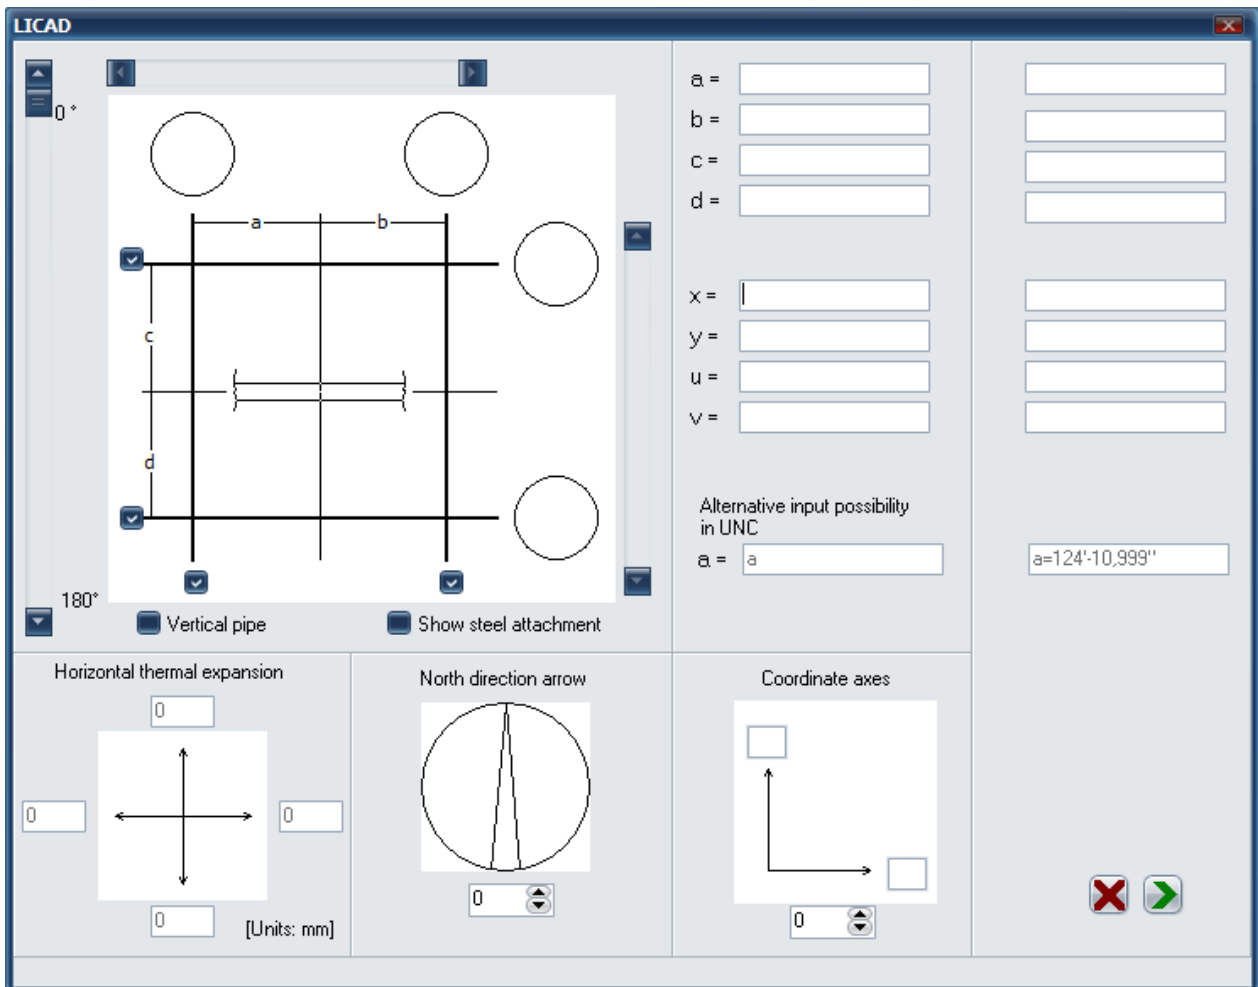 LICAD
0 °
a
b
c
d
180°
Vertical pipe
Show steel attachment
a =
b =
c =
d =
x =
y =
u =
v =
Alternative input possibility
in UNC
a = a
a=124'-10,999"
Horizontal thermal expansion
0
0
0
0
[Units: mm]
North direction arrow
0
Coordinate axes
0